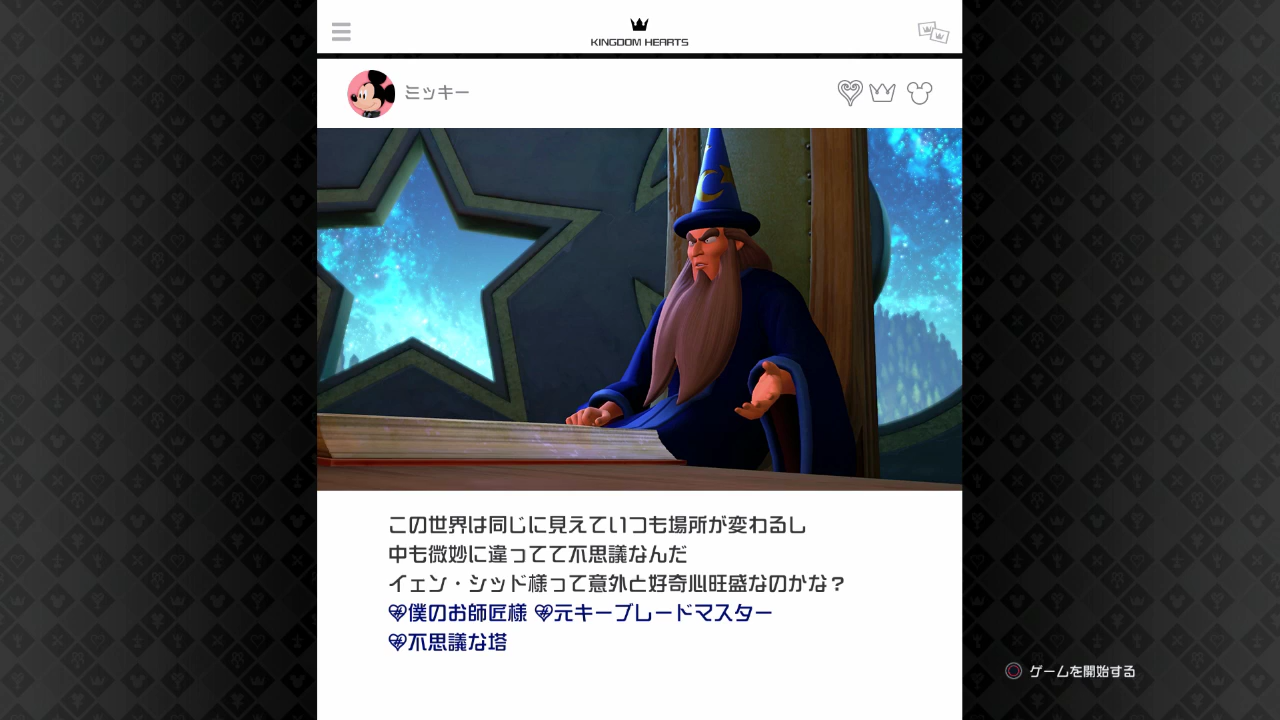 KINGDOM HEARTS
ミッキー
この世界は同じに見えていつも場所が変わるし
中も微妙に違ってて不思議なんだ
イェン・シッド様って意外と好奇心旺盛なのかな？
僕のお師匠様 元キーブレードマスター
不思議な塔
ゲームを開始する